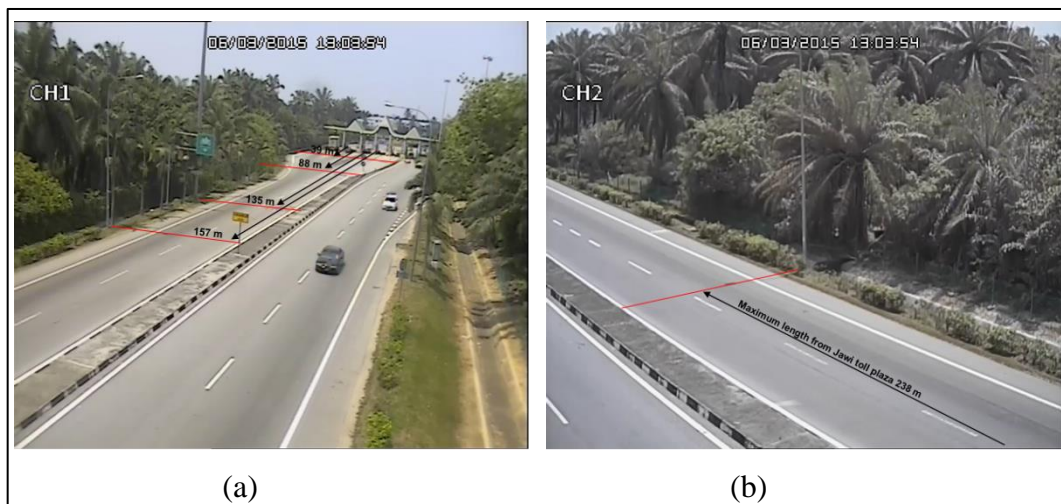 06/03/2015 13:03:54
CH1
39 m
88 m
135 m
157 m
(a)
06/03/2015 13:03:54
CH2
Maximum length from Jawi toll plaza 238 m
(b)